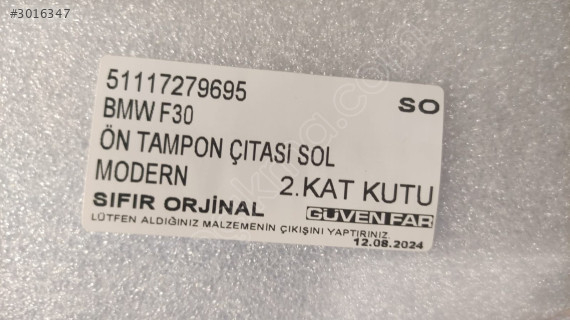 #3016347
51117279695
SO
BMW F30
ÖN TAMPON ÇITASI SOL
MODERN
2.KAT KUTU
SIFIR ORJİNAL
GÜVEN FAR
LÜTFEN ALDIĞINIZ MALZEMENİN ÇIKIŞINI YAPTIRINIZ.
12.08.2024